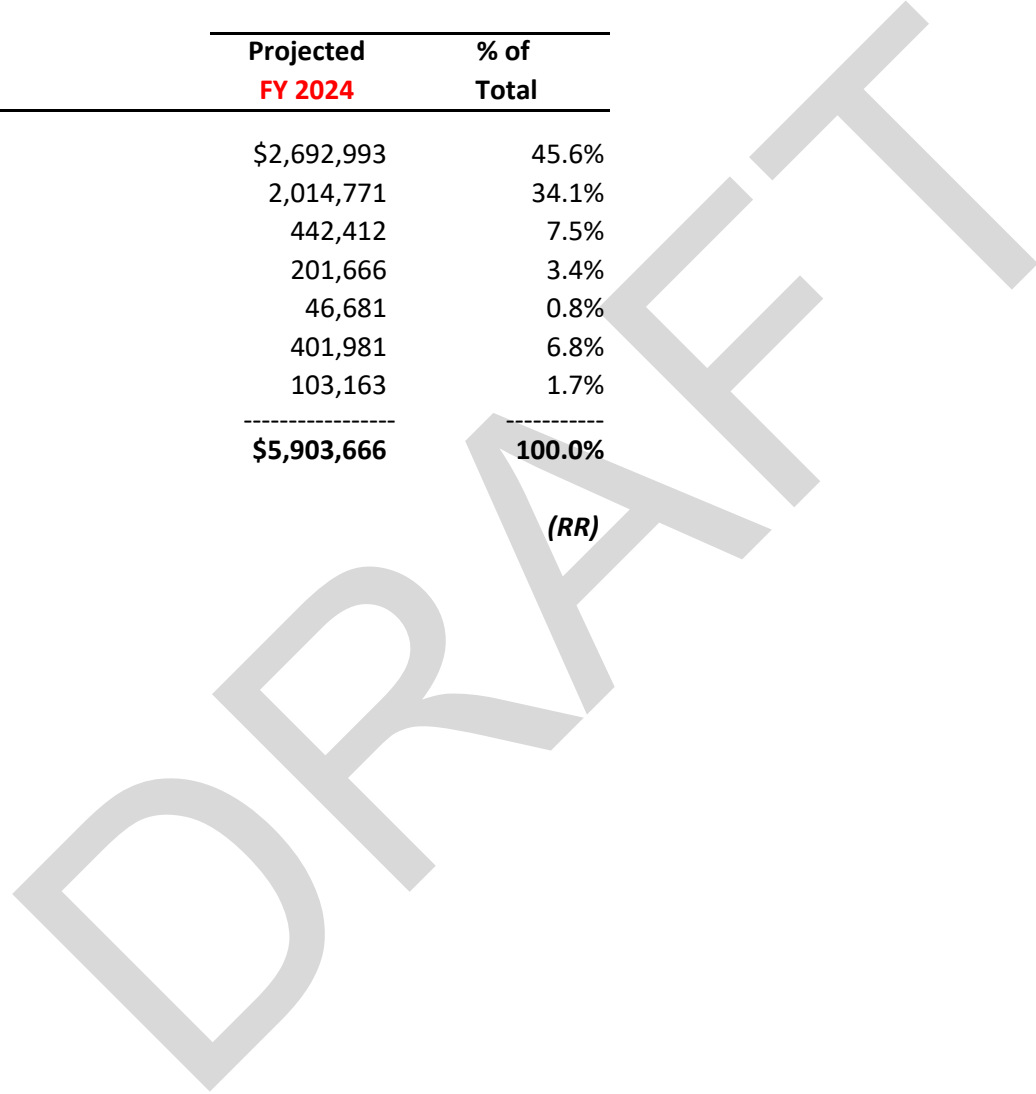 Projected % of
FY 2024 Total
$2,692,993 45.6%
2,014,771 34.1%
442,412 7.5%
201,666 3.4%
46,681 0.8%
401,981 6.8%
103,163 1.7%
----------------- -----------
$5,903,666 100.0%
(RR)
DRAFT